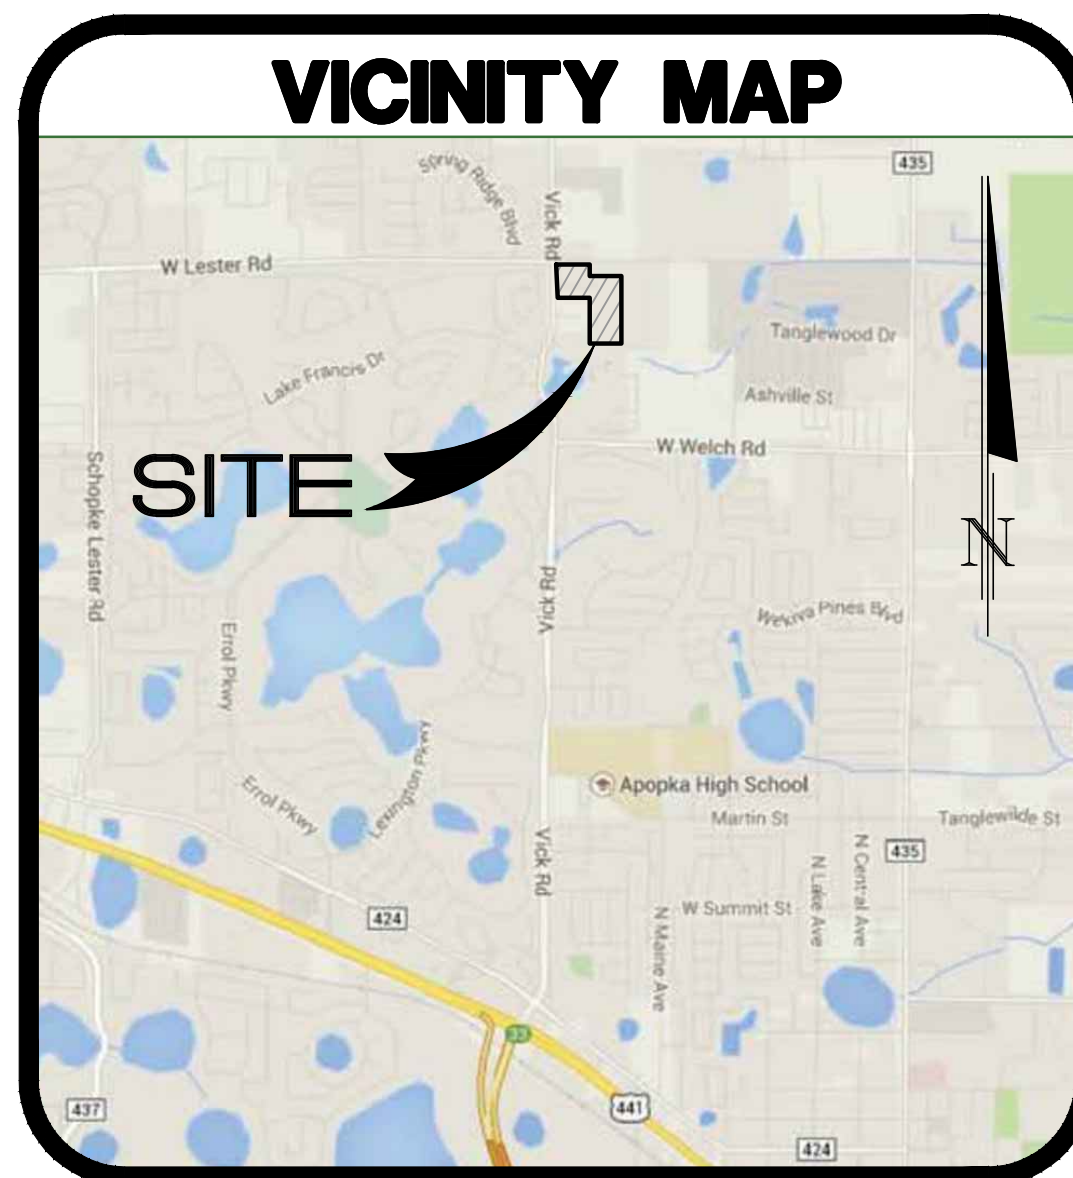 VICINITY MAP
435
Spring Ridge Blvd
Vick Rd
W Lester Rd
Tanglewood Dr
Lake Francis Dr
Ashville St
W Welch Rd
SITE
Schopke Lester Rd
N
Vick Rd
Wekiva Pines Blvd
Errol Pkwy
Lexington Pkwy
Apopka High School
Errol Pkwy
Martin St
Tanglewilde St
Vick Rd
435
N Central Ave
N Lake Ave
424
W Summit St
N Maine Ave
33
437
441
424